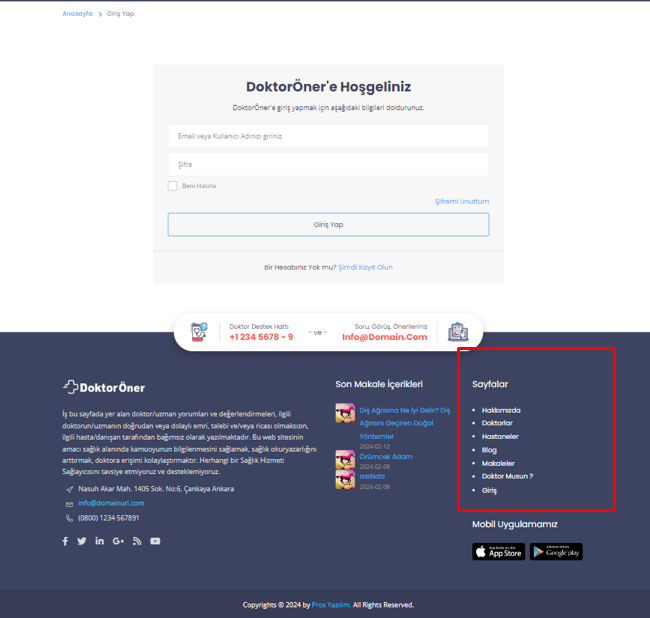 Anasayfa > Giriş Yap
DoktorÖner'e Hoşgeliniz
DoktorÖner'e giriş yapmak için aşağıdaki bilgileri doldurunuz.
Email veya Kullanıcı Adınızı giriniz
Şifre
Beni Hatırla
Şifremi Unuttum
Giriş Yap
Bir Hesabınız Yok mu? Şimdi Kayıt Olun
Doktor Destek Hattı
+1 234 5678 - 9
- ve -
Soru, Görüş, Önerileriniz
Info@Domain.Com
DoktorÖner
İş bu sayfada yer alan doktor/uzman yorumları ve değerlendirmeleri, ilgili
doktorun/uzmanın doğrudan veya dolaylı emri, talebi ve/veya ricası olmaksızın,
ilgili hasta/danışan tarafından bağımsız olarak yazılmaktadır. Bu web sitesinin
amacı sağlık alanında kamuoyunun bilgilenmesini sağlamak, sağlık okuryazarlığını
arttırmak, doktora erişimi kolaylaştırmaktır. Herhangi bir Sağlık Hizmeti
Sağlayıcısını tavsiye etmiyoruz ve desteklemiyoruz.
Nasuh Akar Mah. 1405 Sok. No:6, Çankaya Ankara
info@domainurl.com
(0800) 1234 567891
Son Makale İçerikleri
Diş Ağrısına Ne İyi Gelir? Diş
Ağrısını Geçiren Doğal
Yöntemler
2024-02-12
Örümcek Adam
2024-02-08
asdsda
2024-02-08
Sayfalar
Hakkımızda
Doktorlar
Hastaneler
Blog
Makaleler
Doktor Musun ?
Giriş
Mobil Uygulamamız
App Store
Google play
Copyrights © 2024 by Pros Yazılım. All Rights Reserved.